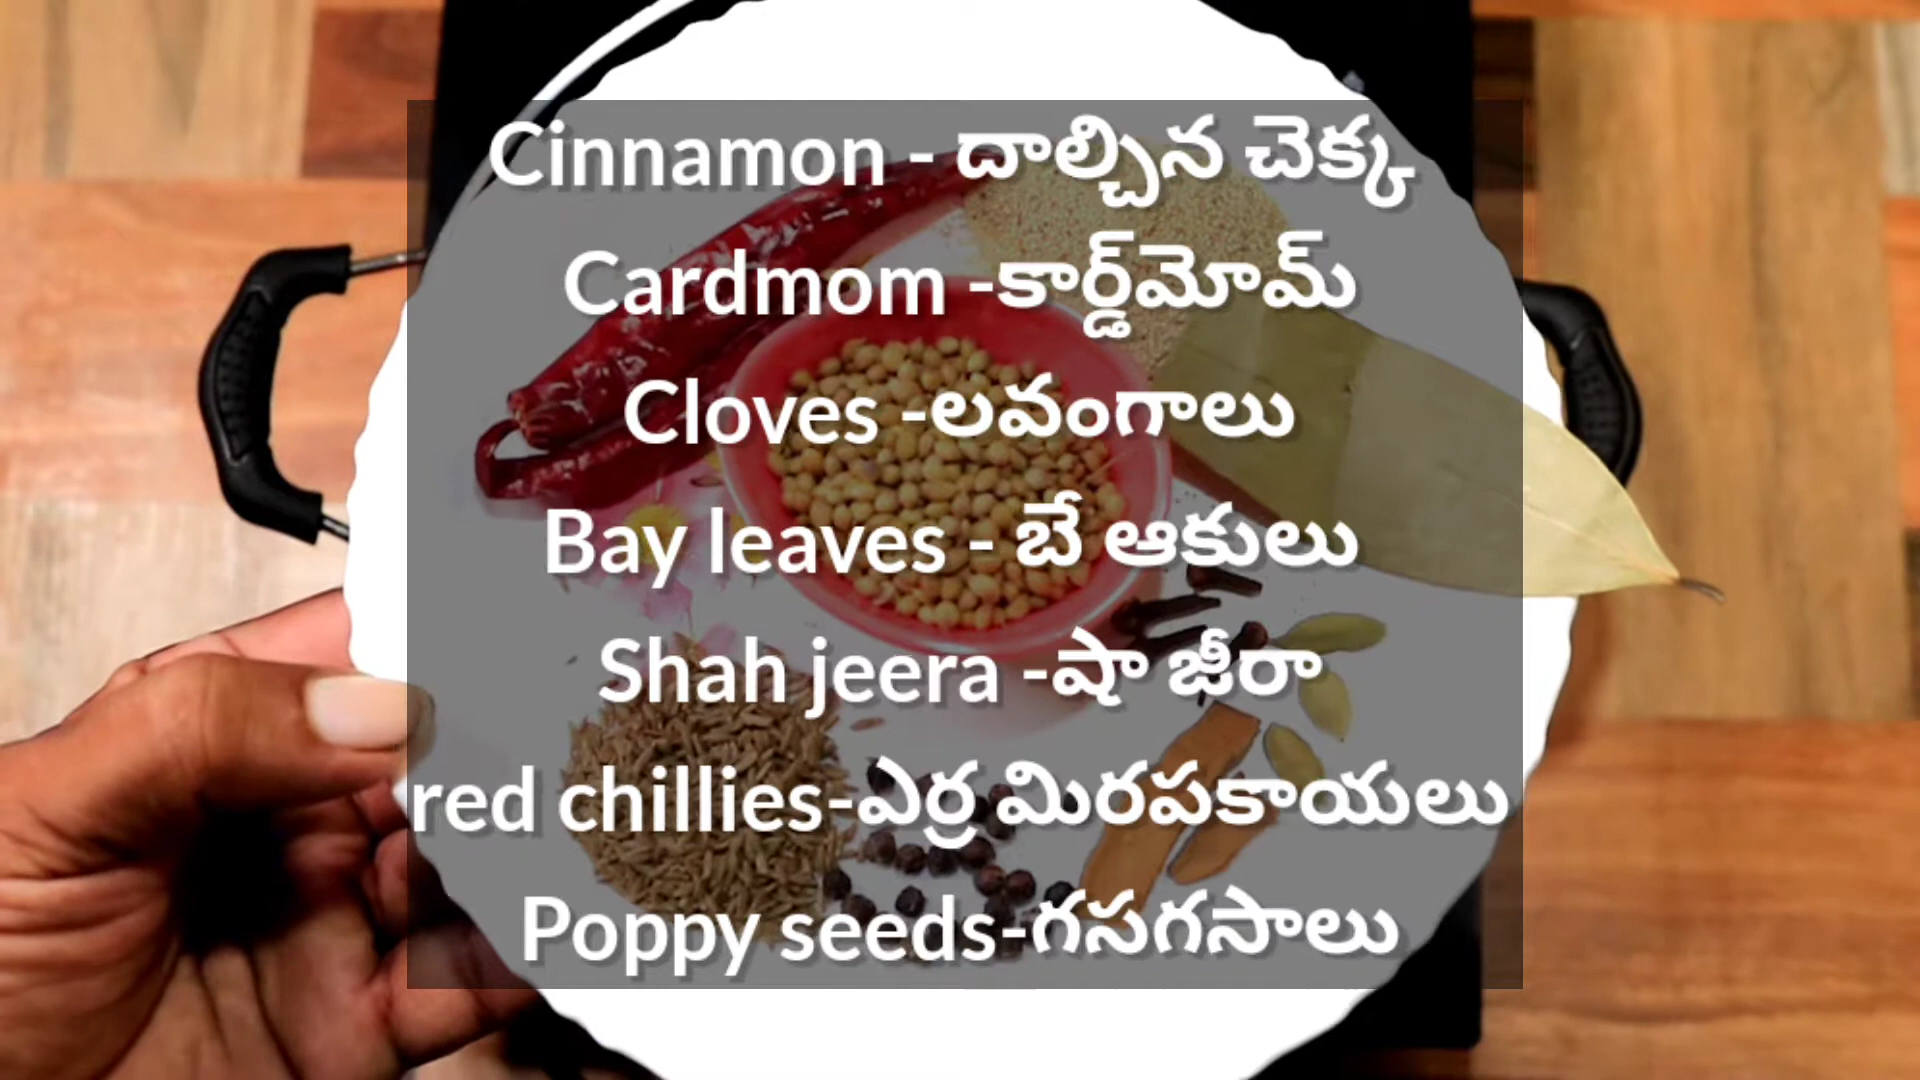 Cinnamon - దాల్చిన చెక్క
Cardmom -కార్డ్‌మోమ్
Cloves -లవంగాలు
Bay leaves - బే ఆకులు
Shah jeera -షా జీరా
red chillies-ఎర్ర మిరపకాయలు
Poppy seeds-గసగసాలు